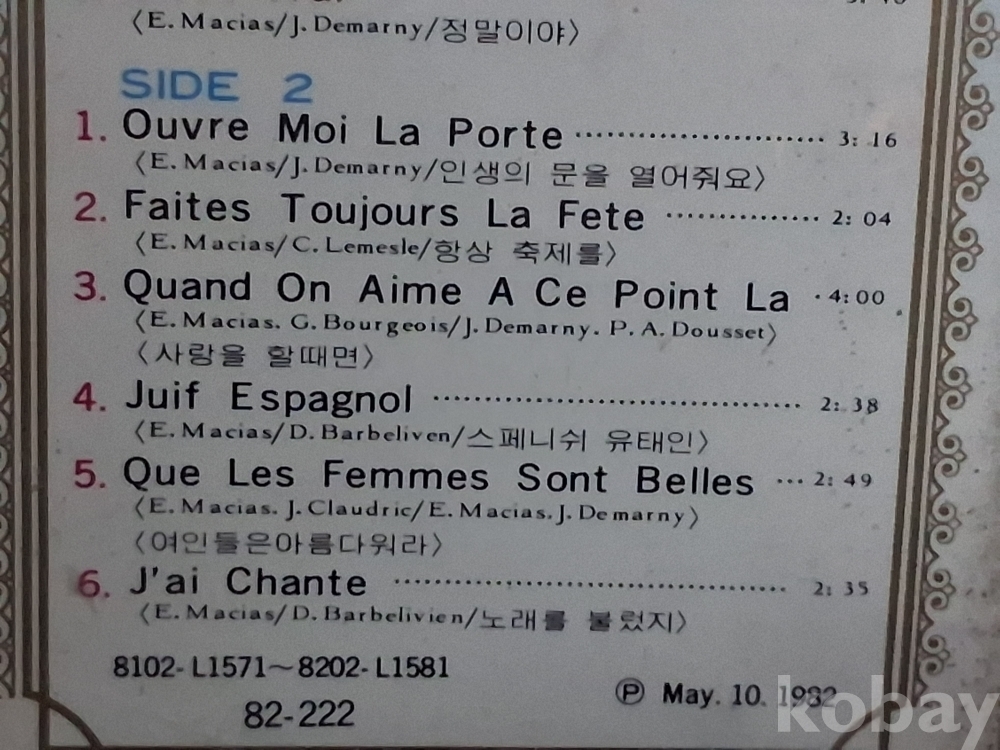 〈E. Macias/J. Demarny/정말이야〉
SIDE 2
1. Ouvre Moi La Porte ……………………… 3: 16
〈E. Macias/J. Demarny/인생의 문을 열어줘요〉
2. Faites Toujours La Fete …………… 2: 04
〈E. Macias/C. Lemesle/항상 축제를〉
3. Quand On Aime A Ce Point La · 4: 00
〈E. Macias. G. Bourgeois/J. Demarny. P. A. Dousset〉
〈사랑을 할때면〉
4. Juif Espagnol ……………………………… 2: 38
〈E. Macias/D. Barbeliven/스페니쉬 유태인〉
5. Que Les Femmes Sont Belles … 2: 49
〈E. Macias. J. Claudric/E. Macias. J. Demarny〉
〈여인들은아름다워라〉
6. J'ai Chante ………………………………… 2: 35
〈E. Macias/D. Barbelivien/노래를 불렀지〉
8102-L1571~8202-L1581
82-222
Ⓟ May. 10. 1982
kobay